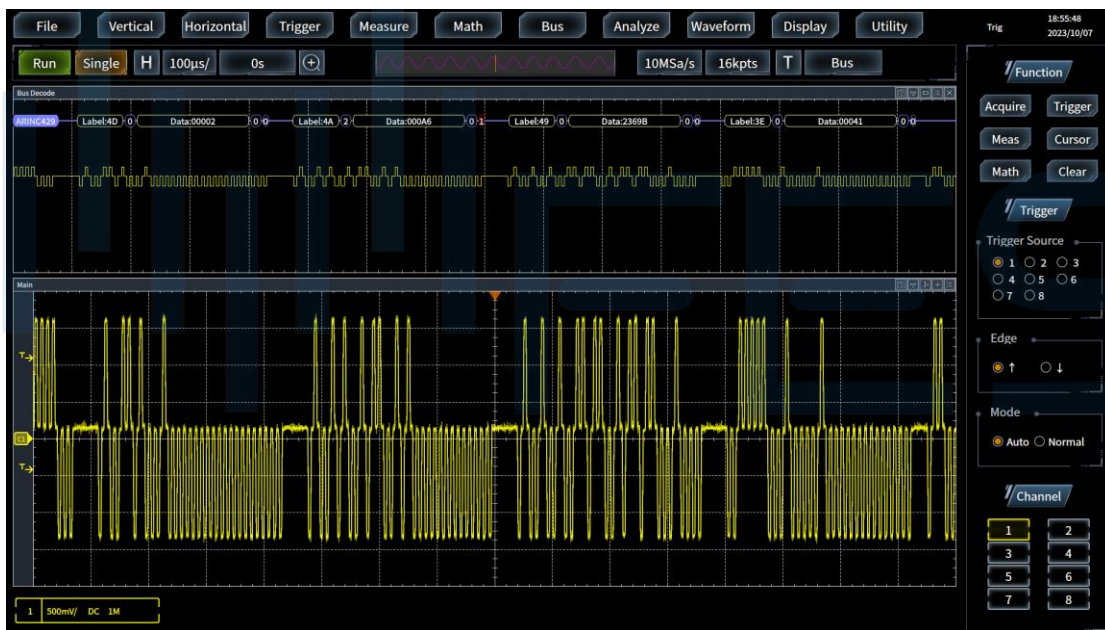 File Vertical Horizontal Trigger Measure Math Bus Analyze Waveform Display Utility Trig 18:55:48
2023/10/07
Run Single H 100μs/ 0s 10MSa/s 16kpts T Bus
Function
Acquire Trigger
Meas Cursor
Math Clear
Trigger
Trigger Source
1 2 3
4 5 6
7 8
Edge
↑ ↓
Mode
Auto Normal
Channel
1 2
3 4
5 6
7 8
Bus Decode
ARINC429 Label:4D 0 Data:00002 0 0 Label:4A 2 Data:000A6 0 1 Label:49 0 Data:2369B 0 0 Label:3E 0 Data:00041 0 0
Main
T
C1
T
1 500mV/ DC 1M